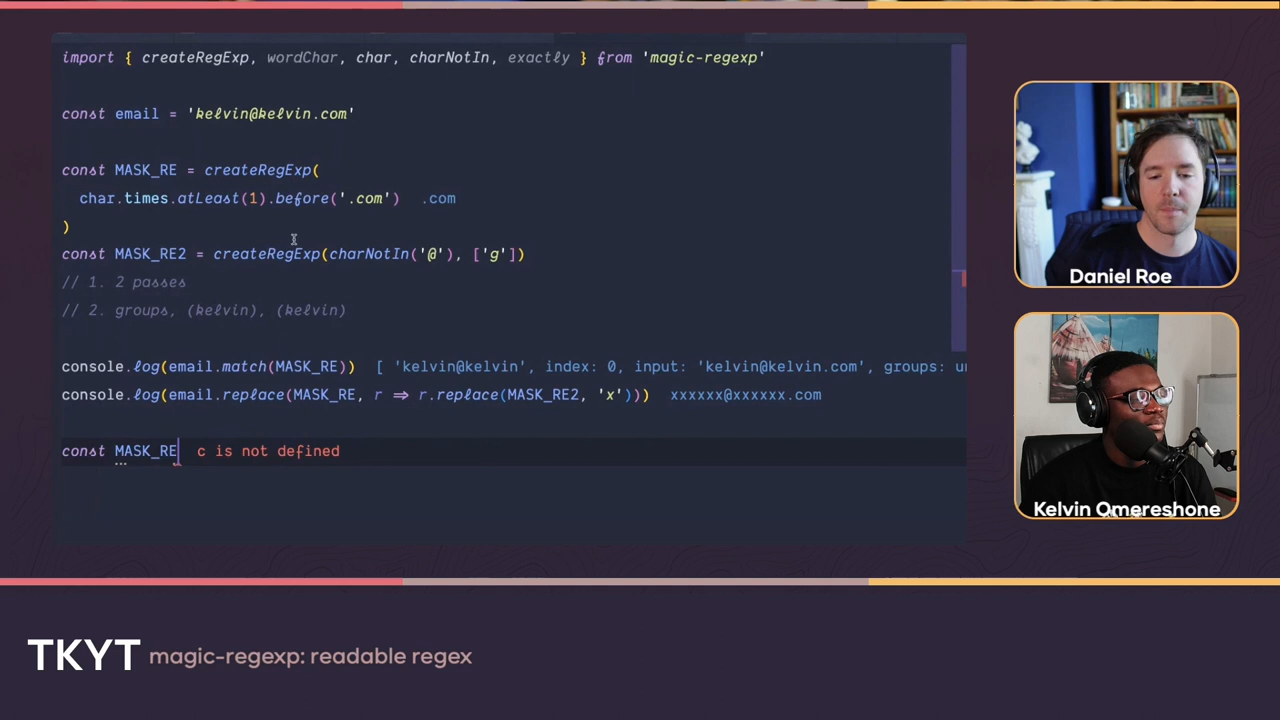 import { createRegExp, wordChar, char, charNotIn, exactly } from 'magic-regexp'
const email = 'kelvin@kelvin.com'
const MASK_RE = createRegExp(
char.times.atLeast(1).before('.com') .com
)
const MASK_RE2 = createRegExp(charNotIn('@'), ['g'])
// 1. 2 passes
// 2. groups, (kelvin), (kelvin)
console.log(email.match(MASK_RE)) [ 'kelvin@kelvin', index: 0, input: 'kelvin@kelvin.com', groups: un
console.log(email.replace(MASK_RE, r => r.replace(MASK_RE2, 'x'))) xxxxxx@xxxxxx.com
const MASK_RE c is not defined
Daniel Roe
Kelvin Omereshone
TKYT magic-regexp: readable regex